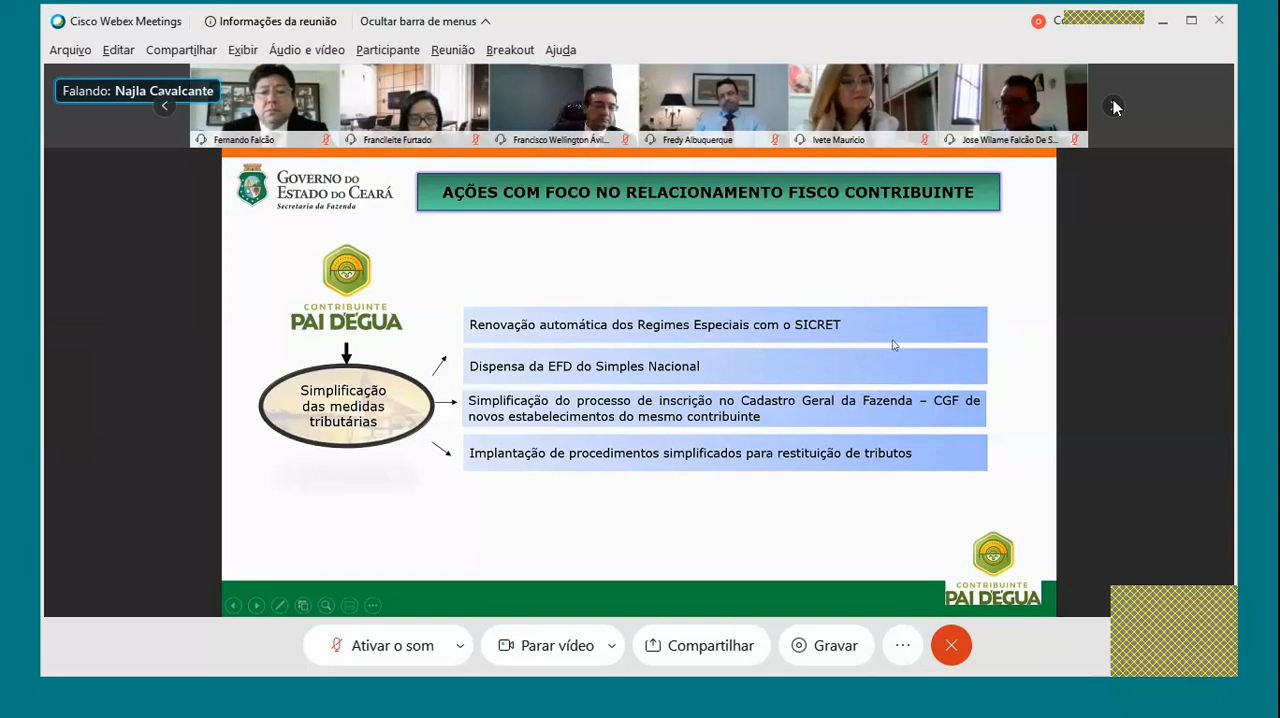 Cisco Webex Meetings
Informações da reunião
Ocultar barra de menus
Arquivo Editar Compartilhar Exibir Áudio e vídeo Participante Reunião Breakout Ajuda
Falando: Najla Cavalcante
Fernando Falcão
Francileite Furtado
Francisco Wellington Ávil...
Fredy Albuquerque
Ivete Mauricio
Jose Wlame Falcão De S...
GOVERNO DO
ESTADO DO CEARÁ
Secretaria da Fazenda
AÇÕES COM FOCO NO RELACIONAMENTO FISCO CONTRIBUINTE
CONTRIBUINTE
PAI D'ÉGUA
Simplificação
das medidas
tributárias
Renovação automática dos Regimes Especiais com o SICRET
Dispensa da EFD do Simples Nacional
Simplificação do processo de inscrição no Cadastro Geral da Fazenda – CGF de
novos estabelecimentos do mesmo contribuinte
Implantação de procedimentos simplificados para restituição de tributos
CONTRIBUINTE
PAI D'ÉGUA
Ativar o som
Parar vídeo
Compartilhar
Gravar